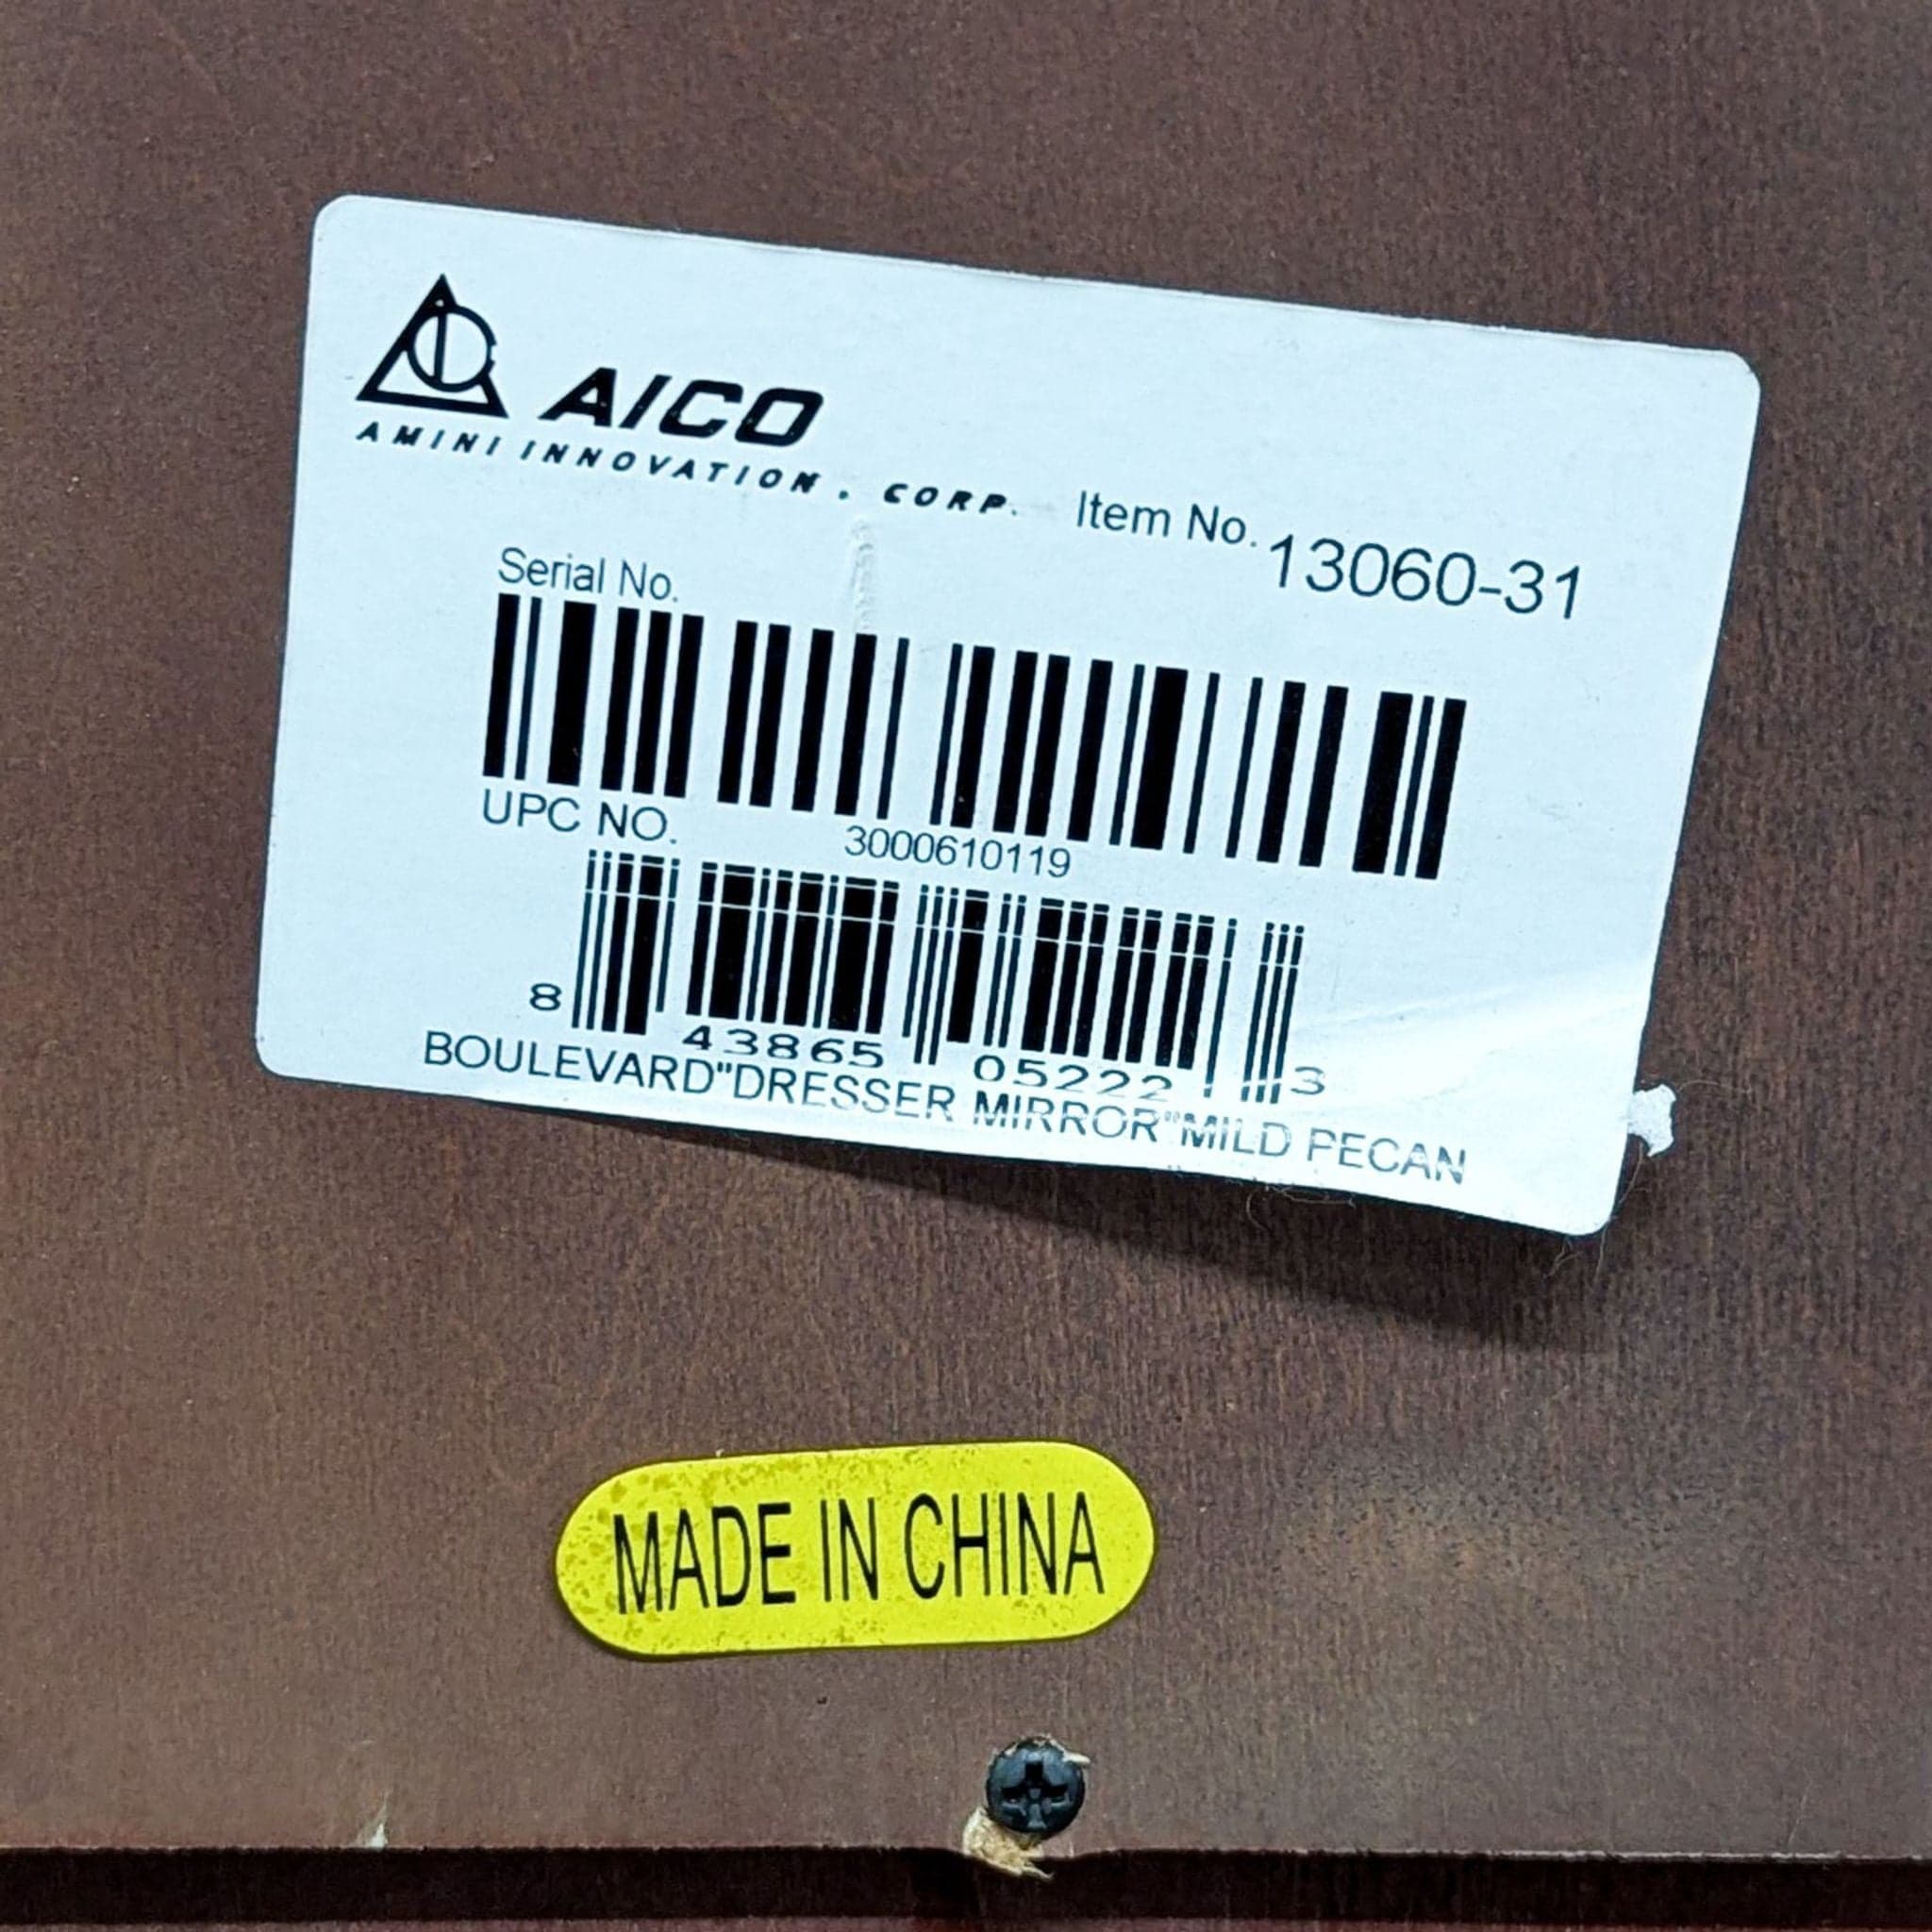 AICO
AMINI INNOVATION . CORP.
Item No. 13060-31
Serial No.
3000610119
UPC NO.
8 43865 05222 3
BOULEVARD"DRESSER MIRROR"MILD PECAN
MADE IN CHINA